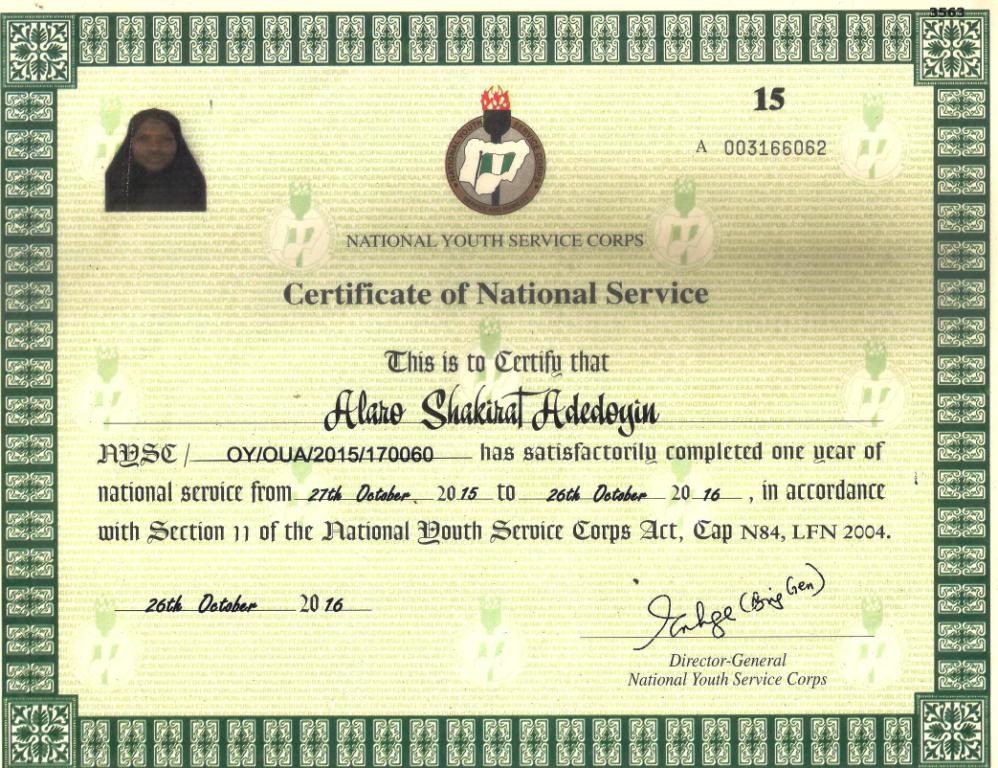 3563
15
A 003166062
NATIONAL YOUTH SERVICE CORPS
Certificate of National Service
This is to Certify that
Alaro Shakirat Adedoyin
NYSC / OY/OUA/2015/170060 has satisfactorily completed one year of
national service from 27th October 2015 to 26th October 2016, in accordance
with Section 11 of the National Youth Service Corps Act, Cap N84, LFN 2004.
26th October 2016
(Brig Gen)
Director-General
National Youth Service Corps